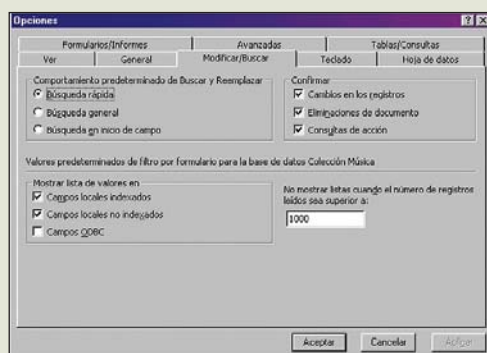 Opciones
Formularios/Informes Avanzadas Tablas/Consultas
Ver General Modificar/Buscar Teclado Hoja de datos
Comportamiento predeterminado de Buscar y Reemplazar
Búsqueda rápida
Búsqueda general
Búsqueda en inicio de campo
Confirmar
Cambios en los registros
Eliminaciones de documento
Consultas de acción
Valores predeterminados de filtro por formulario para la base de datos Colección Música
Mostrar lista de valores en
Campos locales indexados
Campos locales no indexados
Campos ODBC
No mostrar listas cuando el número de registros
leídos sea superior a:
1000
Aceptar Cancelar Aplicar